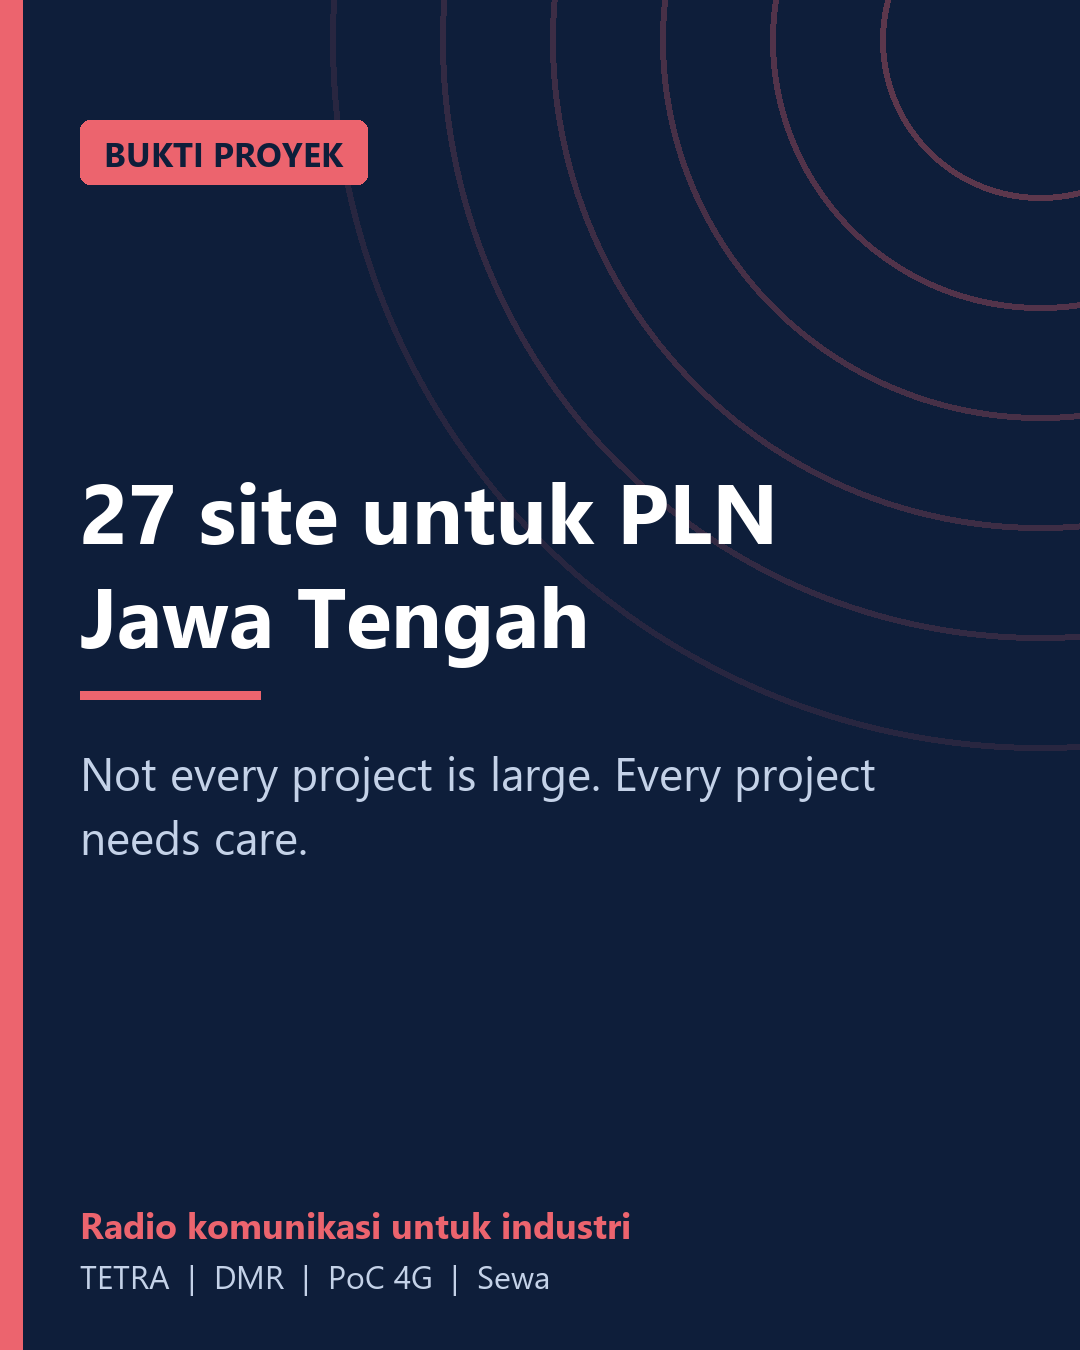 BUKTI PROYEK
27 site untuk PLN
Jawa Tengah
Not every project is large. Every project
needs care.
Radio komunikasi untuk industri
TETRA | DMR | PoC 4G | Sewa